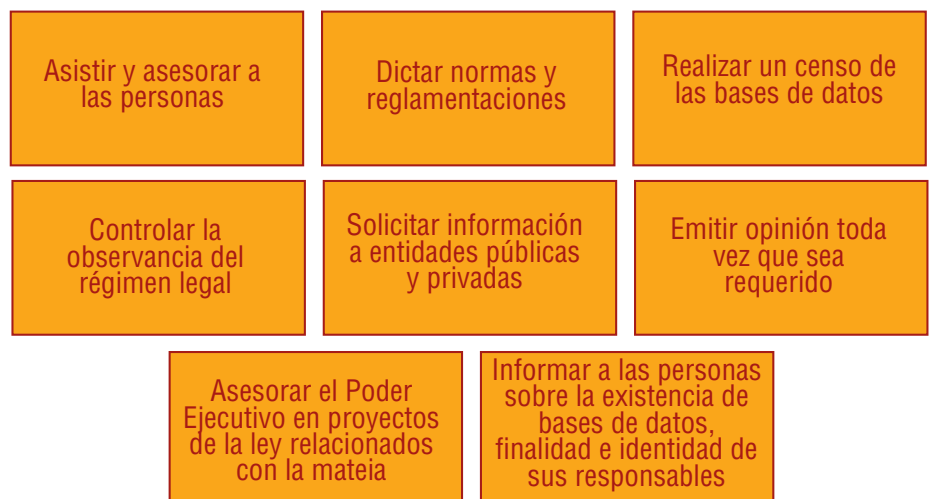 Asistir y asesorar a
las personas
Dictar normas y
reglamentaciones
Realizar un censo de
las bases de datos
Controlar la
observancia del
régimen legal
Solicitar información
a entidades públicas
y privadas
Emitir opinión toda
vez que sea
requerido
Asesorar el Poder
Ejecutivo en proyectos
de la ley relacionados
con la mateia
Informar a las personas
sobre la existencia de
bases de datos,
finalidad e identidad de
sus responsables